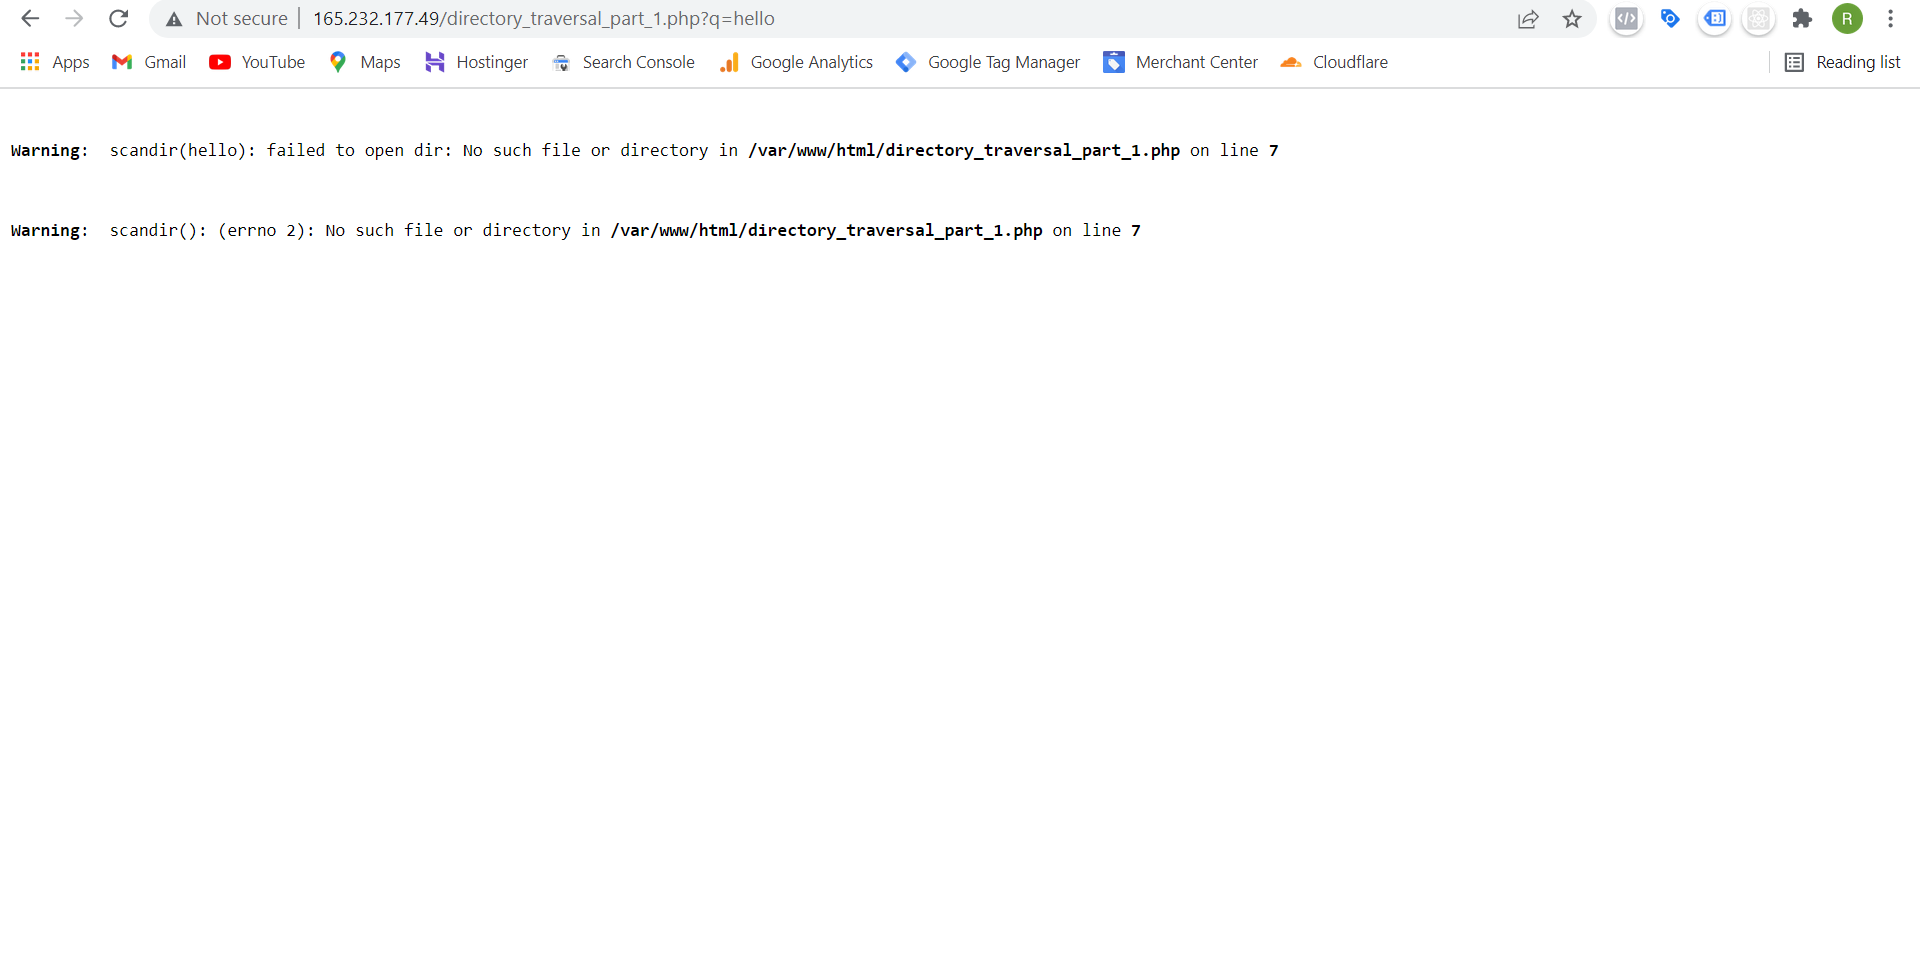 Not secure | 165.232.177.49/directory_traversal_part_1.php?q=hello R
Apps Gmail YouTube Maps Hostinger Search Console Google Analytics Google Tag Manager Merchant Center Cloudflare Reading list
Warning:  scandir(hello): failed to open dir: No such file or directory in /var/www/html/directory_traversal_part_1.php on line 7
Warning:  scandir(): (errno 2): No such file or directory in /var/www/html/directory_traversal_part_1.php on line 7